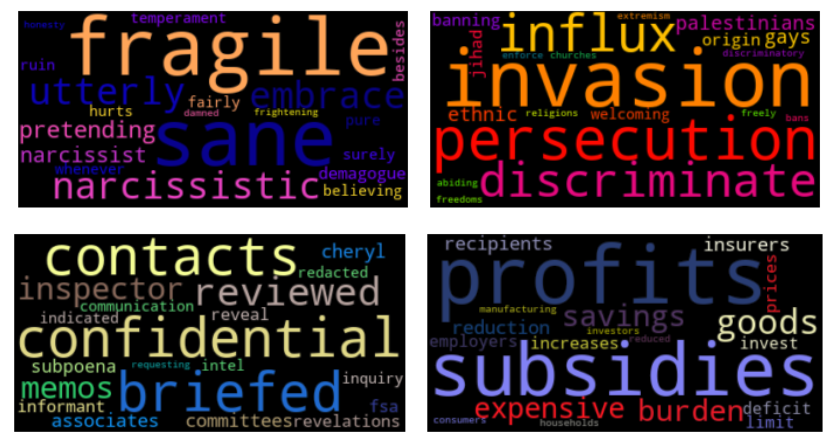 honesty
temperament
fragile
besides
ruin
utterly
embrace
hurts
fairly
damned
frightening
pure
pretending
sane
narcissist
surely
whenever
demagogue
narcissistic
believing
banning
extremism
influx
palestinians
jihad
origin
gays
enforce
churches
discriminatory
invasion
ethnic
religions
welcoming
freely
bans
persecution
abiding
discriminate
freedoms
contacts
cheryl
redacted
inspector
reviewed
communication
indicated
reveal
confidential
subpoena
requesting
intel
memos
briefed
inquiry
informant
fsa
associates
committees
revelations
recipients
insurers
profits
prices
manufacturing
savings
goods
reduction
investors
employers
increases
reduced
invest
subsidies
expensive
burden
deficit
consumers
households
limit